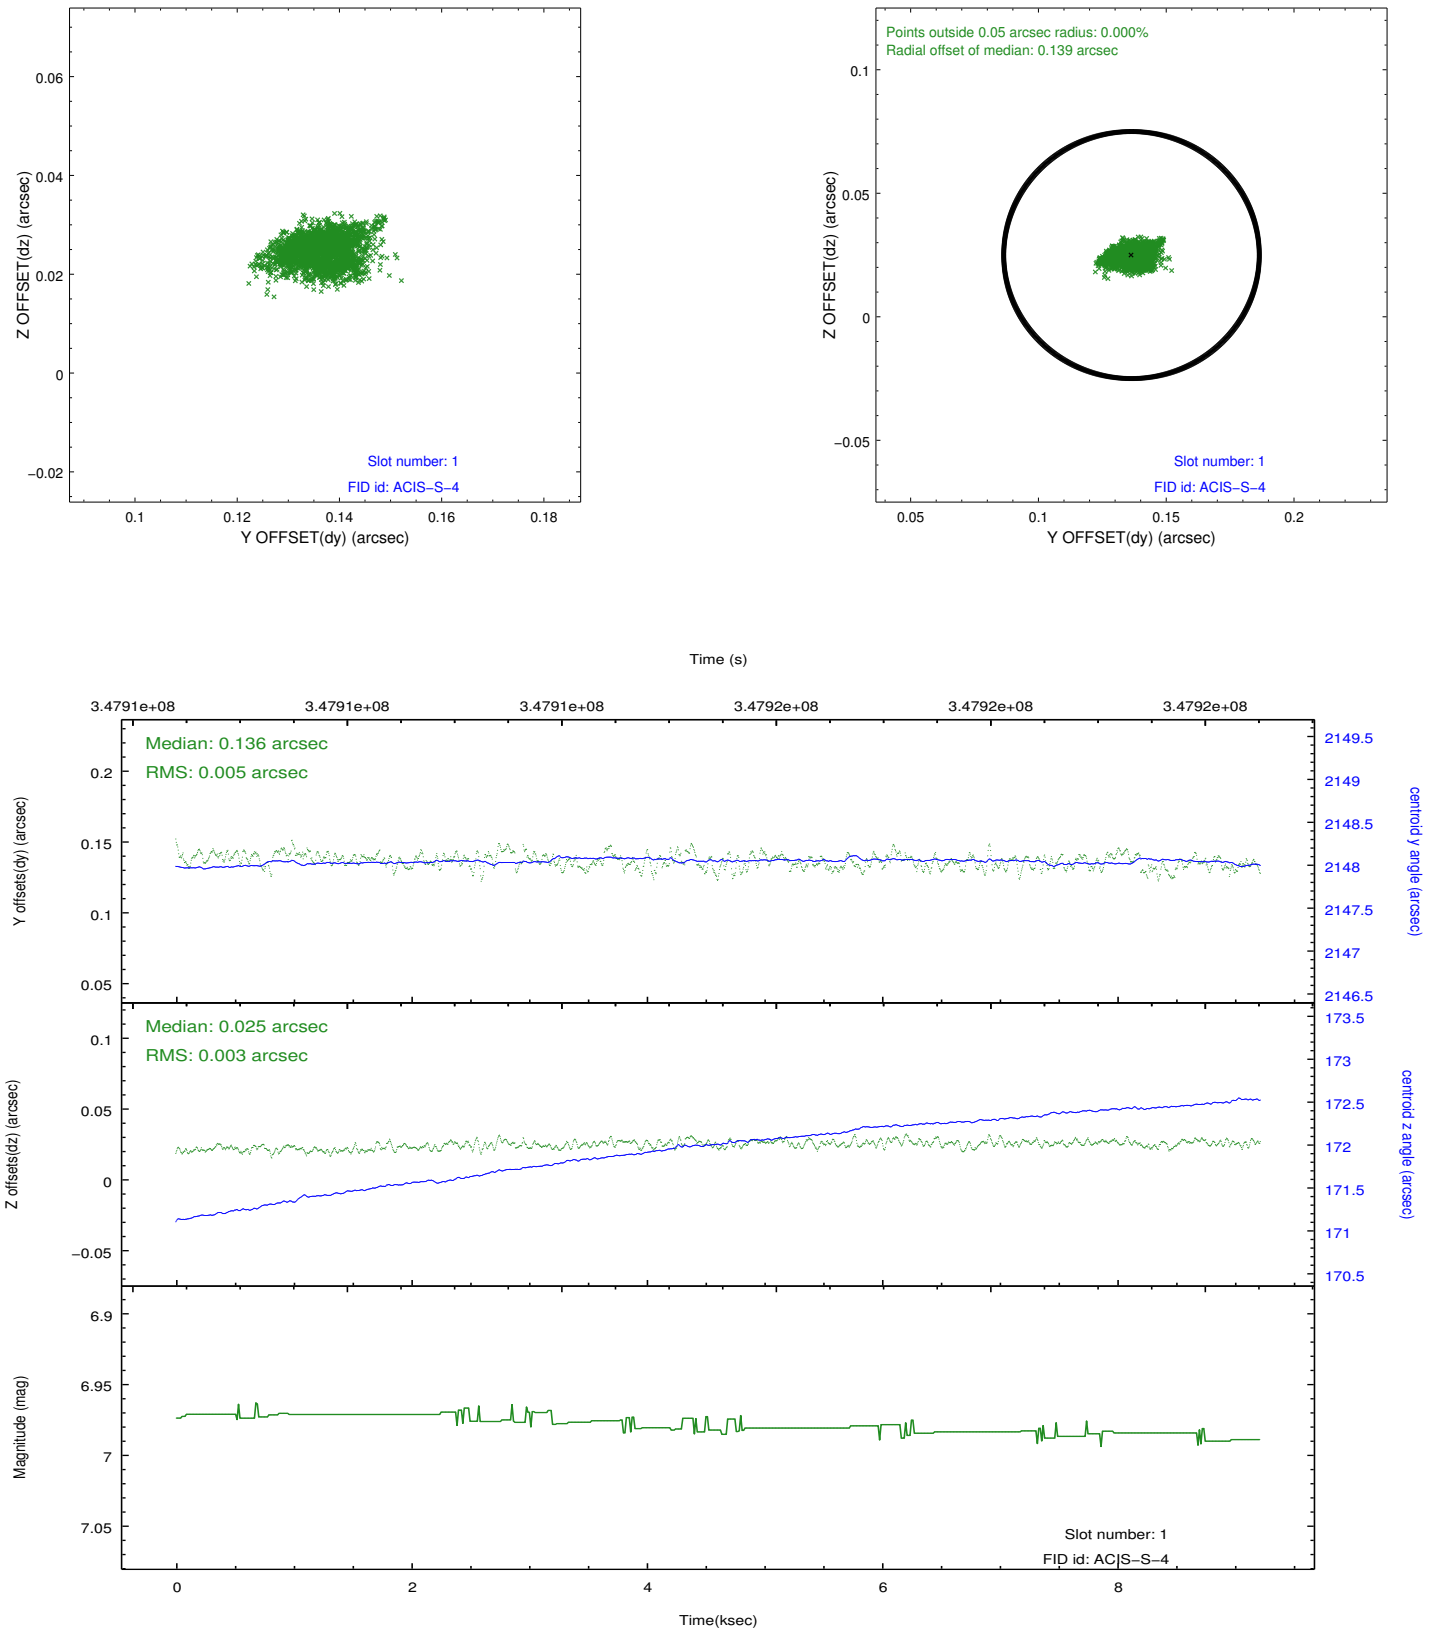 0.06
0.04
0.02
0
−0.02
Z OFFSET(dz) (arcsec)
Slot number: 1
FID id: ACIS−S−4
0.1
0.12
0.14
0.16
0.18
Y OFFSET(dy) (arcsec)
Points outside 0.05 arcsec radius: 0.000%
Radial offset of median: 0.139 arcsec
0.1
0.05
0
−0.05
Z OFFSET(dz) (arcsec)
Slot number: 1
FID id: ACIS−S−4
0.05
0.1
0.15
0.2
Y OFFSET(dy) (arcsec)
Time (s)
3.4791e+08
3.4791e+08
3.4791e+08
3.4792e+08
3.4792e+08
3.4792e+08
Median: 0.136 arcsec
RMS: 0.005 arcsec
0.2
0.15
0.1
0.05
Y offsets(dy) (arcsec)
2149.5
2149
2148.5
2148
2147.5
2147
2146.5
centroid y angle (arcsec)
Median: 0.025 arcsec
RMS: 0.003 arcsec
0.1
0.05
0
−0.05
Z offsets(dz) (arcsec)
173.5
173
172.5
172
171.5
171
170.5
centroid z angle (arcsec)
6.9
6.95
7
7.05
Magnitude (mag)
Slot number: 1
FID id: ACIS−S−4
0
2
4
6
8
Time(ksec)